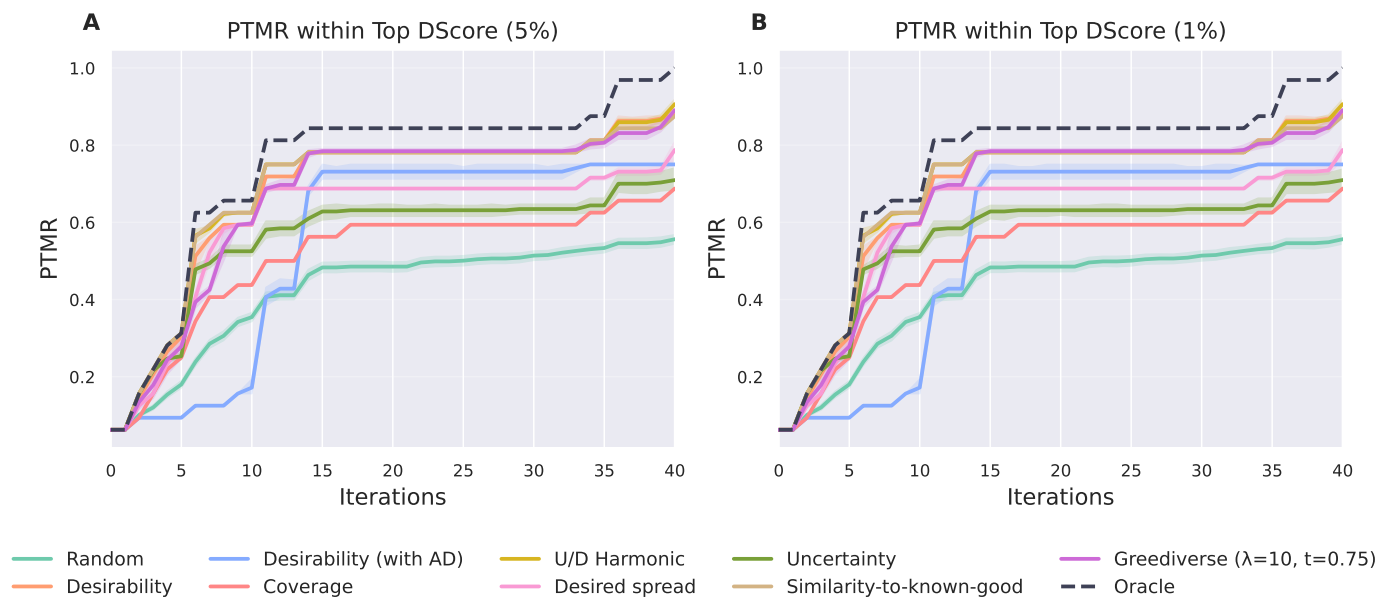 A
PTMR within Top DScore (5%)
PTMR
1.0
0.8
0.6
0.4
0.2
0 5 10 15 20 25 30 35 40
Iterations
B
PTMR within Top DScore (1%)
PTMR
1.0
0.8
0.6
0.4
0.2
0 5 10 15 20 25 30 35 40
Iterations
Random Desirability (with AD) U/D Harmonic Uncertainty Greediverse (λ=10, t=0.75)
Desirability Coverage Desired spread Similarity-to-known-good Oracle